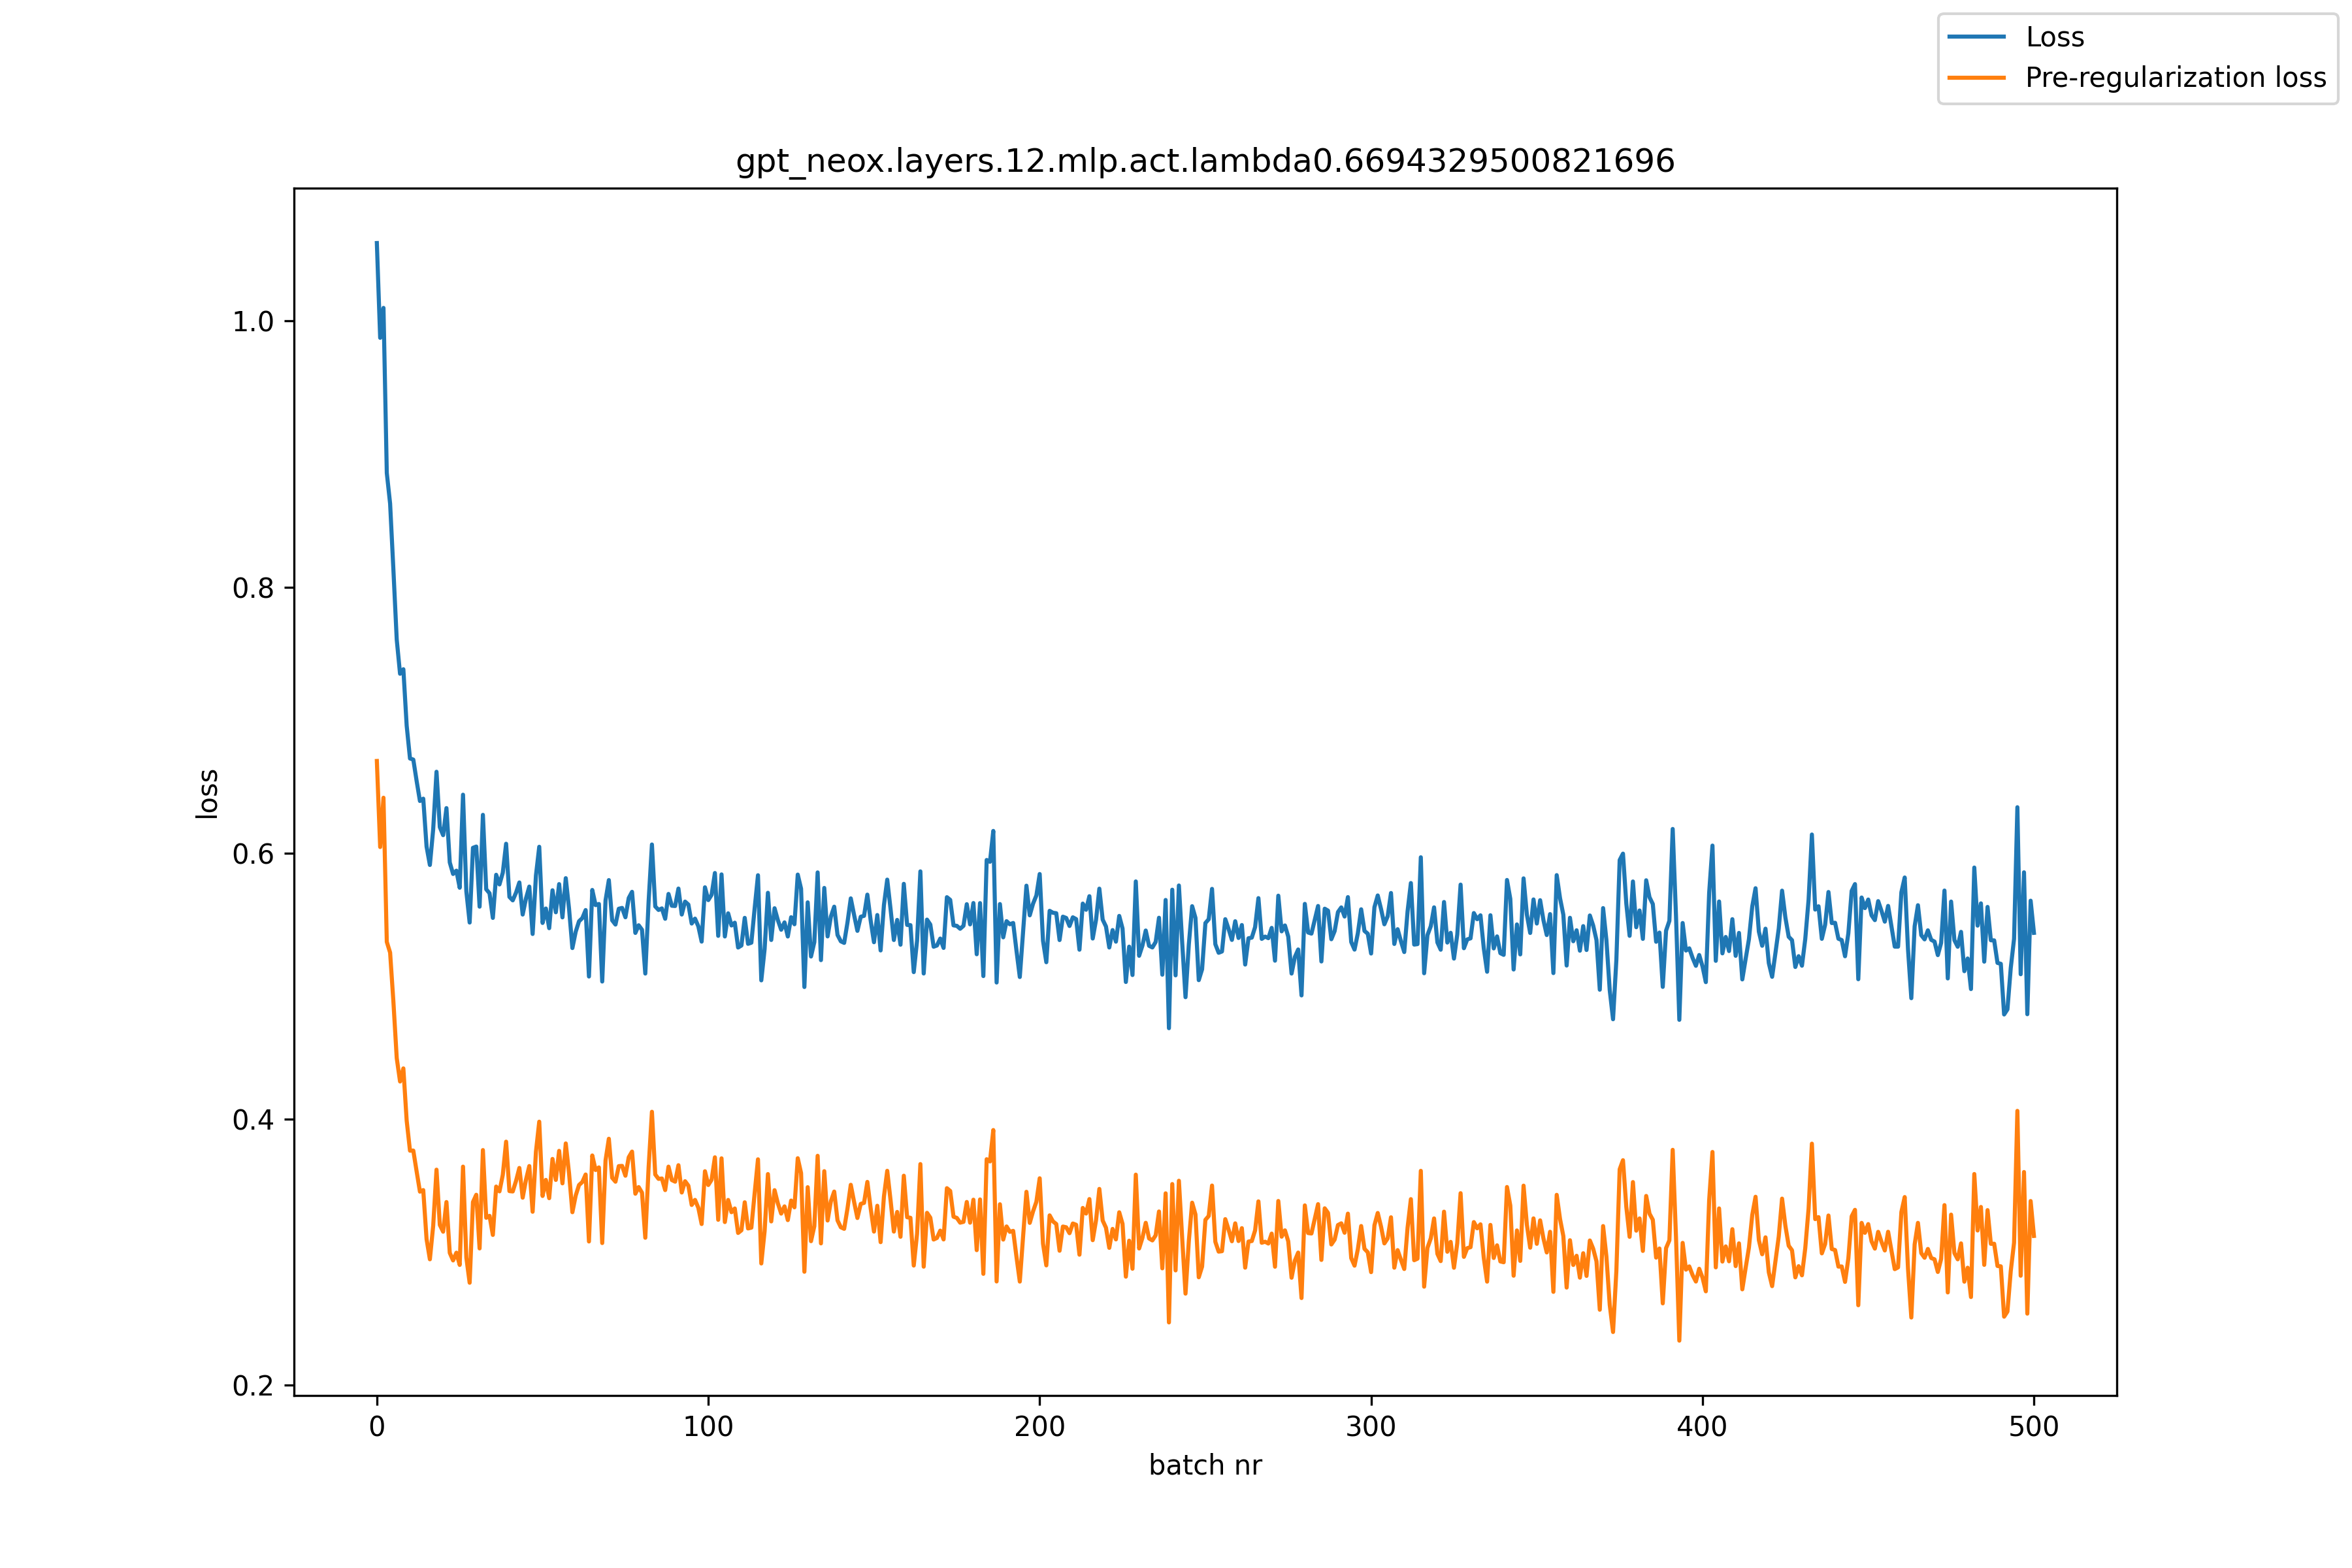 Loss
Pre-regularization loss
gpt_neox.layers.12.mlp.act.lambda0.6694329500821696
1.0
0.8
0.6
0.4
0.2
loss
0 100 200 300 400 500
batch nr